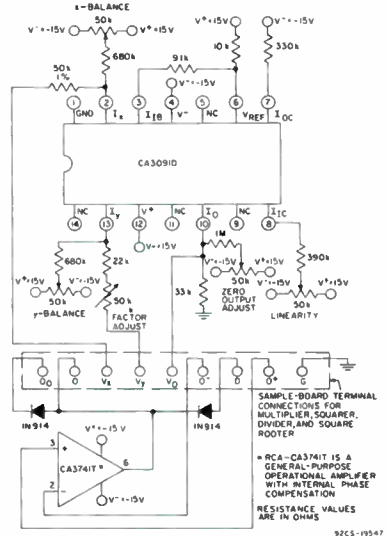 x-BALANCE
50k
V⁻=-15V
V⁺=15V
680k
50k
1%
91k
V⁺=15V
V⁻=-15V
10k
330k
V⁻=-15V
1
2
3
4
5
6
7
GND
Ix
IIB
V⁻
NC
VREF
IOC
CA3091D
NC
Iy
V⁺
NC
IO
NC
IIC
14
13
12
11
10
9
8
680k
22k
V=15V
1M
390k
V⁺=15V
V⁻=-15V
50k
y-BALANCE
50k
k
FACTOR
ADJUST
33k
V⁻=-15V
V⁺=15V
50k
ZERO
OUTPUT
ADJUST
V⁻=-15V
V⁺=15V
50k
LINEARITY
O
Vx
Vy
VO
D⁻
D
D⁺
G
IN914
IN914
SAMPLE-BOARD TERMINAL
CONNECTIONS FOR
MULTIPLIER, SQUARER,
DIVIDER, AND SQUARE
ROOTER
V⁺=-15V
3
+
CA3741T*
6
2
-
V⁻=-15V
* RCA-CA3741T IS A
GENERAL-PURPOSE
OPERATIONAL AMPLIFIER
WITH INTERNAL PHASE
COMPENSATION
RESISTANCE VALUES
ARE IN OHMS
92CS-19547